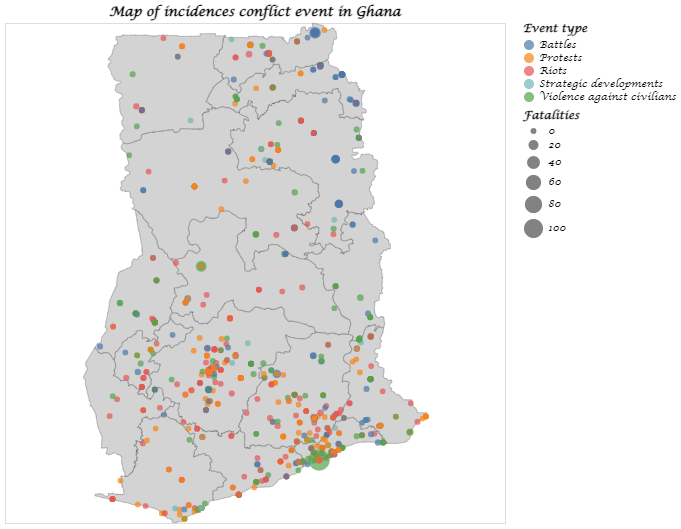 Map of incidences conflict event in Ghana
Event type
Battles
Protests
Riots
Strategic developments
Violence against civilians
Fatalities
0
20
40
60
80
100